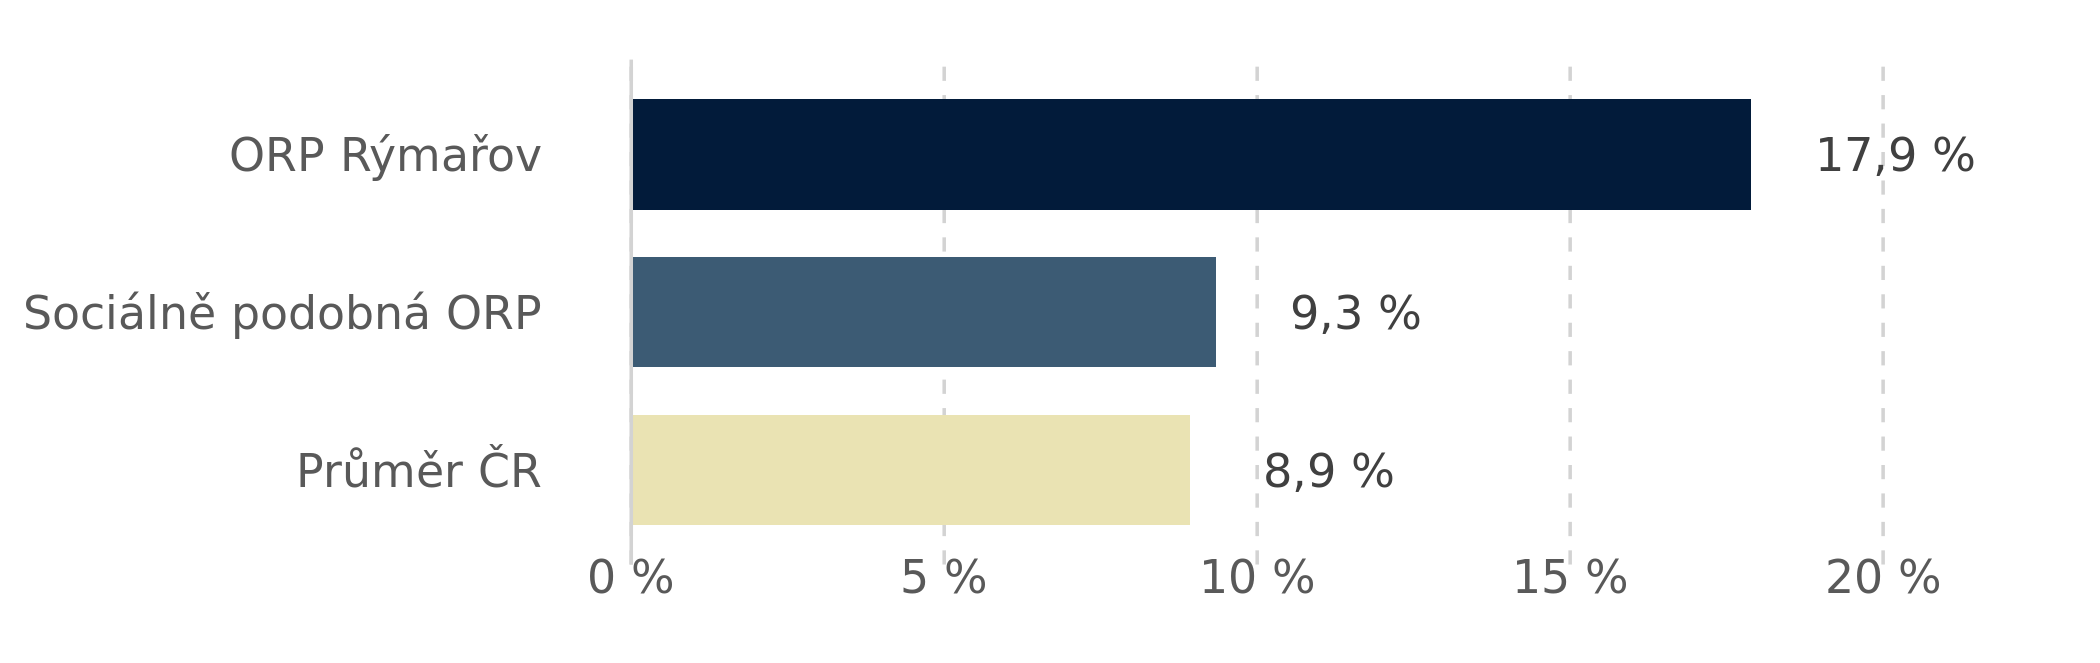 ORP Rýmařov
17,9 %
Sociálně podobná ORP
9,3 %
Průměr ČR
8,9 %
0 %
5 %
10 %
15 %
20 %